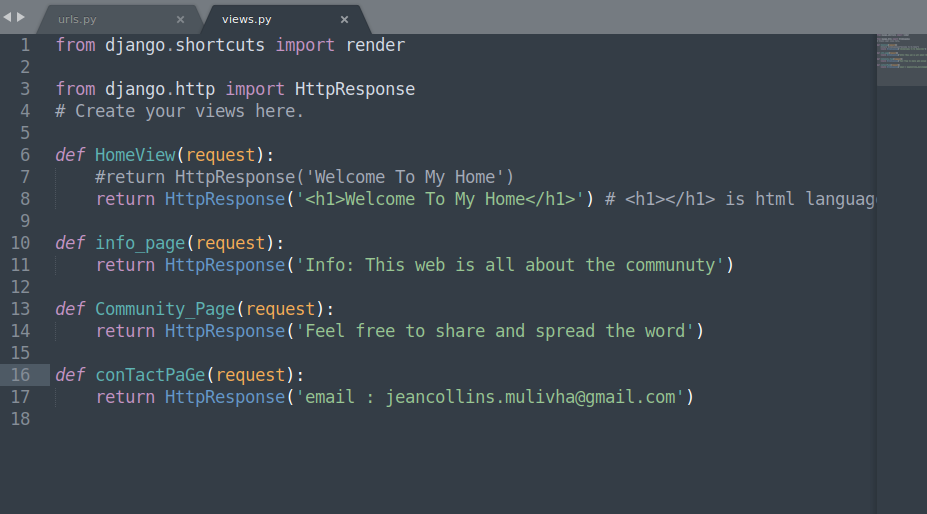 urls.py × views.py ×
1 from django.shortcuts import render
2
3 from django.http import HttpResponse
4 # Create your views here.
5
6 def HomeView(request):
7 #return HttpResponse('Welcome To My Home')
8 return HttpResponse('<h1>Welcome To My Home</h1>') # <h1></h1> is html languag
9
10 def info_page(request):
11 return HttpResponse('Info: This web is all about the communuty')
12
13 def Community_Page(request):
14 return HttpResponse('Feel free to share and spread the word')
15
16 def conTactPaGe(request):
17 return HttpResponse('email : jeancollins.mulivha@gmail.com')
18